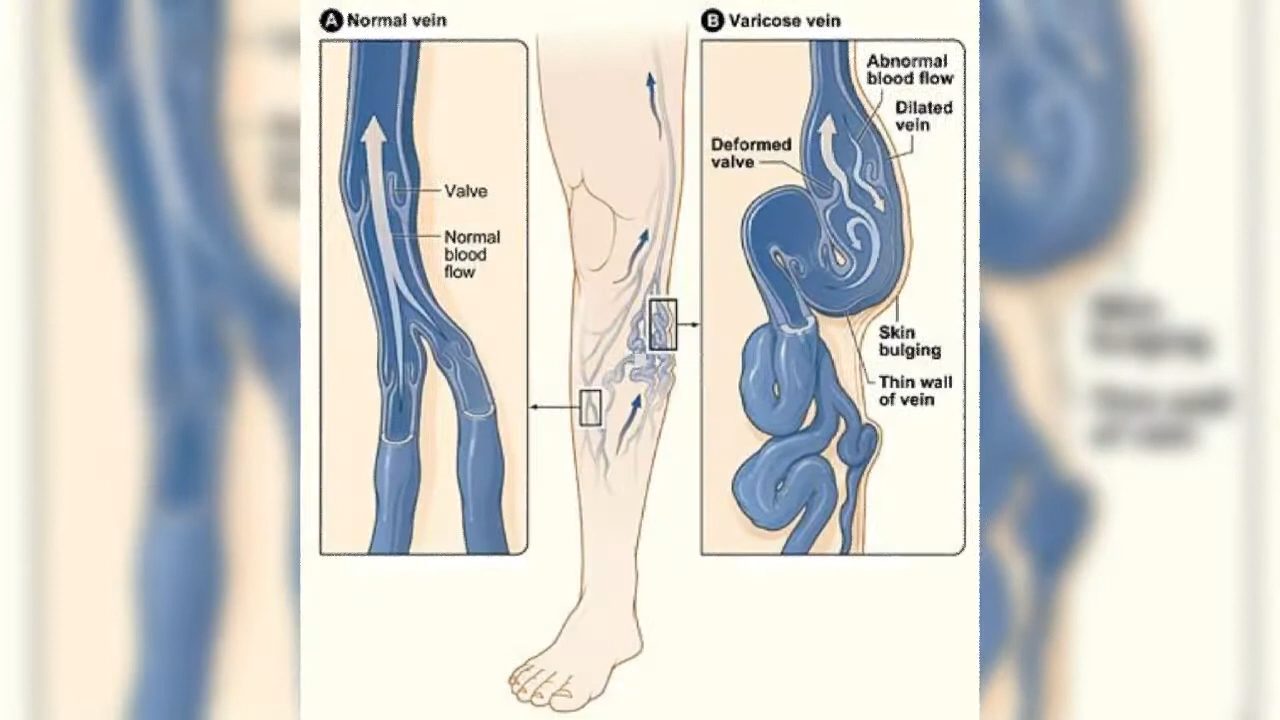 A Normal vein
Valve
Normal
blood
flow
B Varicose vein
Abnormal
blood flow
Dilated
vein
Deformed
valve
Skin
bulging
Thin wall
of vein